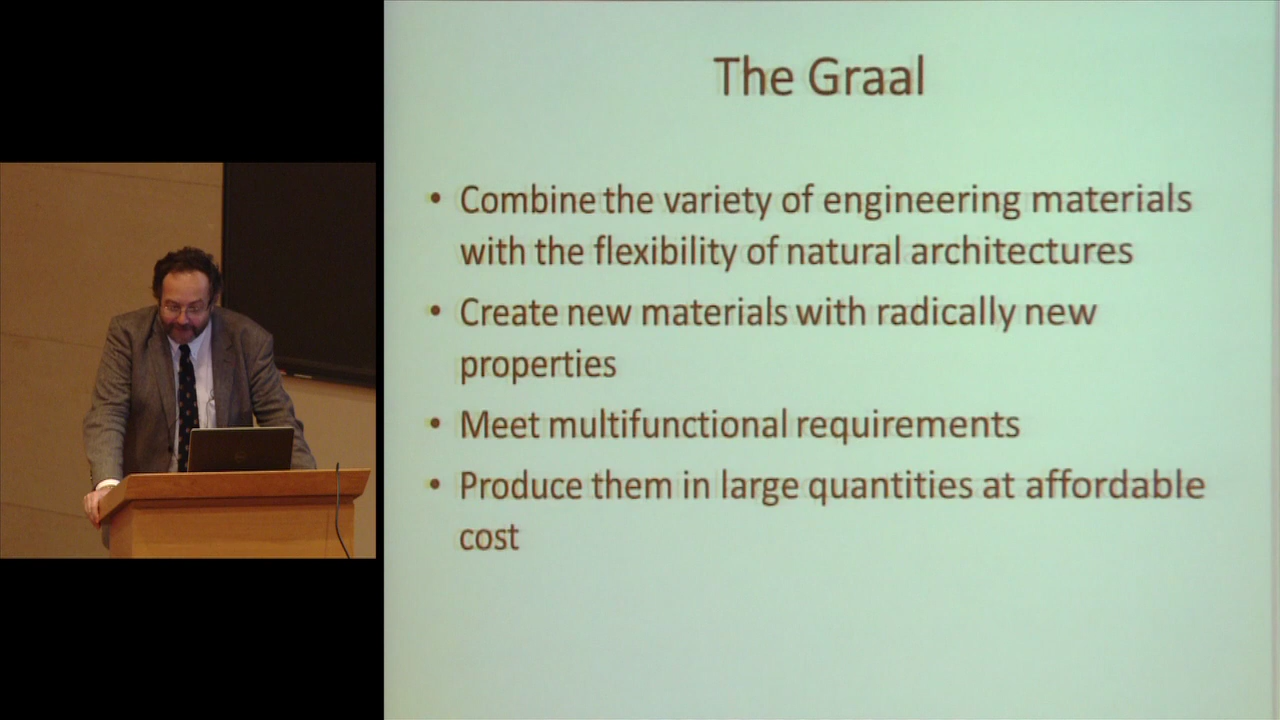 The Graal
• Combine the variety of engineering materials
with the flexibility of natural architectures
• Create new materials with radically new
properties
• Meet multifunctional requirements
• Produce them in large quantities at affordable
cost